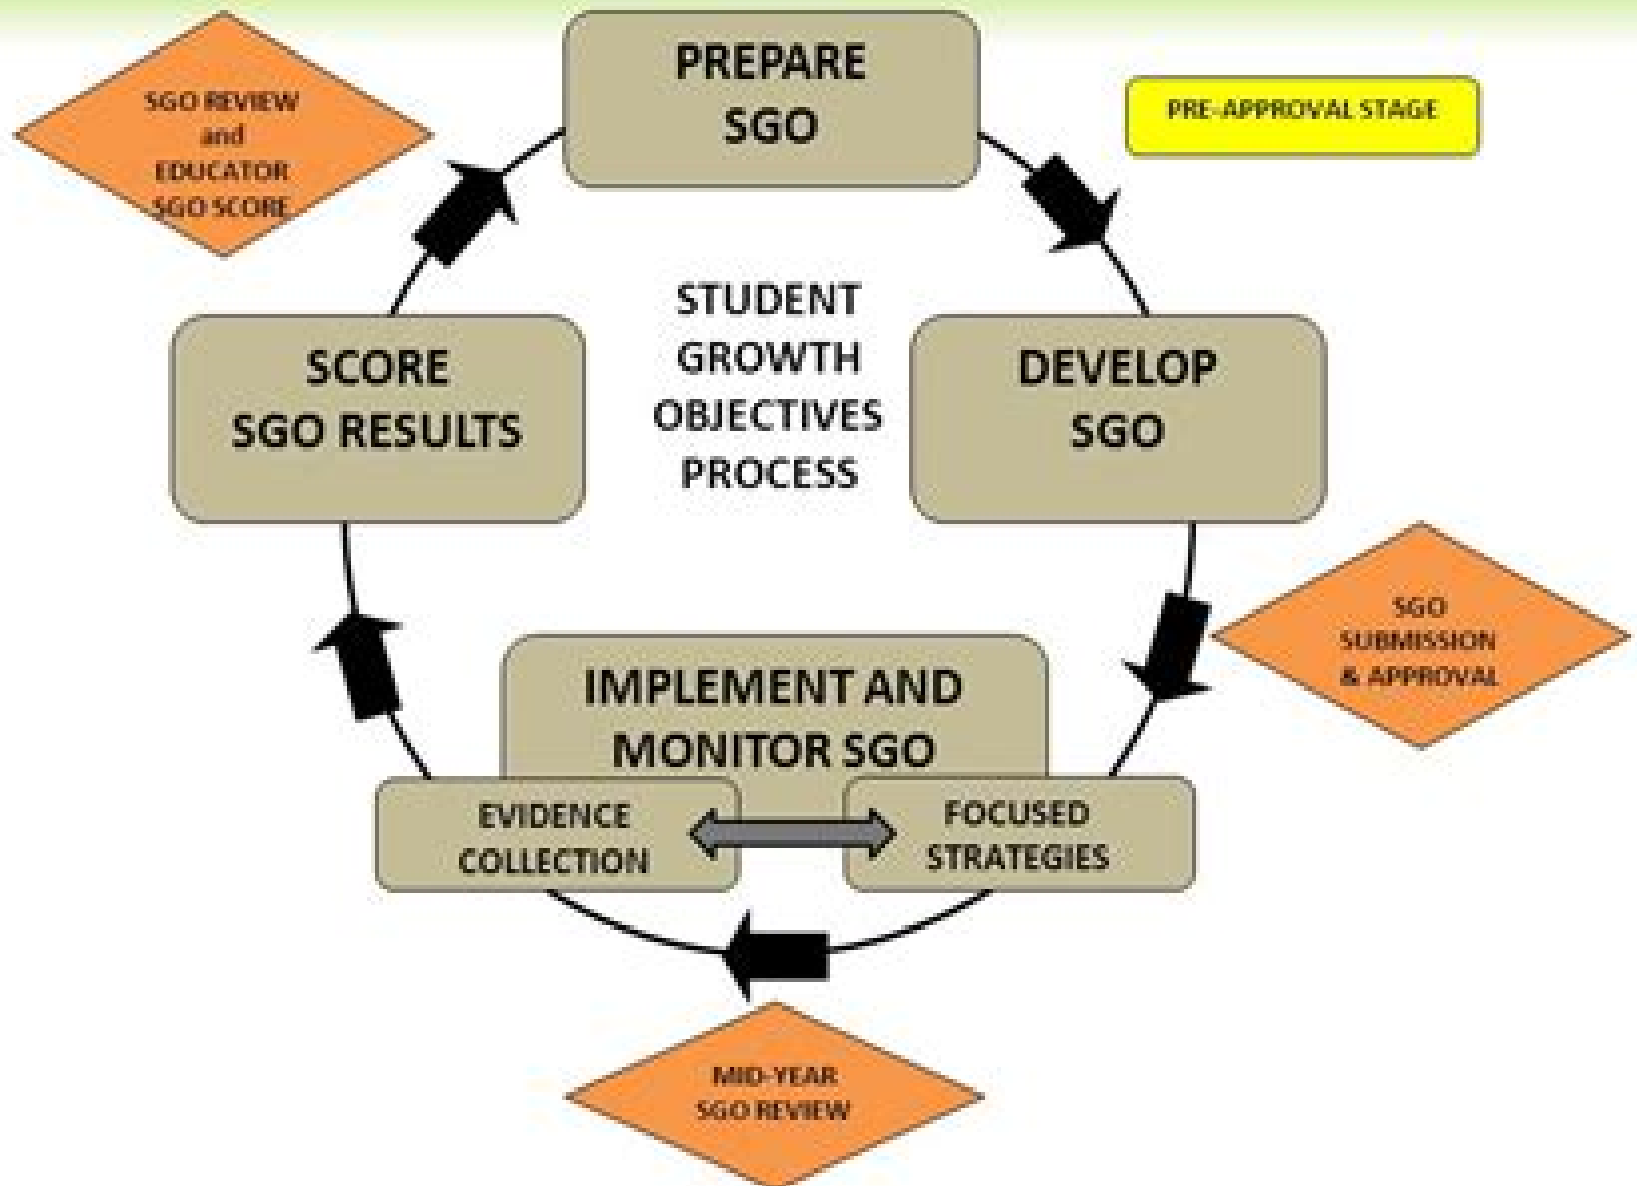 PREPARE
SGO
PRE-APPROVAL STAGE
SGO REVIEW
and
EDUCATOR
SGO SCORE
STUDENT
GROWTH
OBJECTIVES
PROCESS
SCORE
SGO RESULTS
DEVELOP
SGO
SGO
SUBMISSION
& APPROVAL
IMPLEMENT AND
MONITOR SGO
EVIDENCE
COLLECTION
FOCUSED
STRATEGIES
MID-YEAR
SGO REVIEW